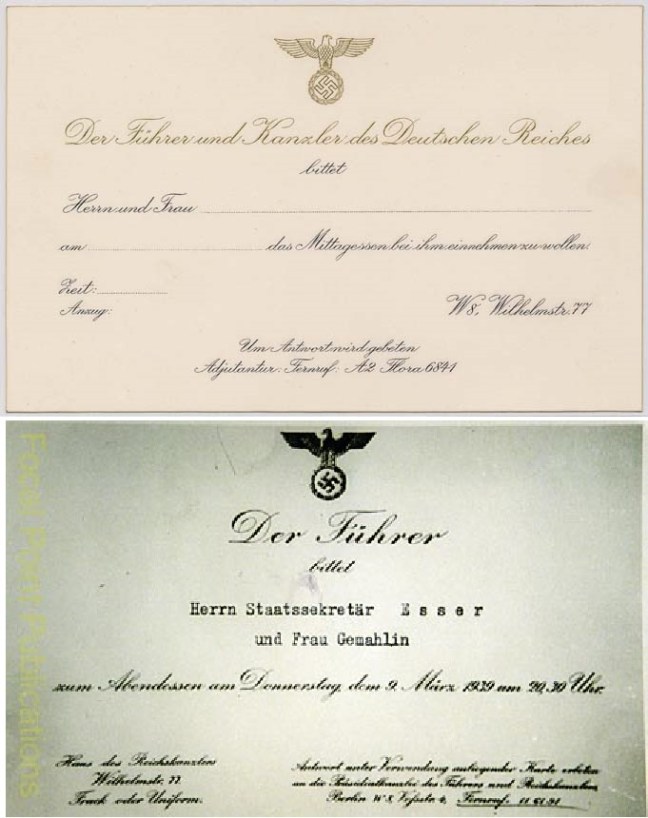 Der Führer und Kanzler des Deutschen Reiches
bittet
Herrn und Frau
am das Mittagessen bei ihm einnehmen zu wollen.
Zeit:
Anzug: W8, Wilhelmstr. 77
Um Antwort wird gebeten
Adjutantur: Fernruf: A2 Flora 6841
Der Führer
bittet
Herrn Staatssekretär E s s e r
und Frau Gemahlin
zum Abendessen am Donnerstag, dem 9. März 1939 um 20,30 Uhr.
Haus des Reichskanzlers
Wilhelmstr. 77
Frack oder Uniform.
Antwort unter Verwendung anliegender Karte erbeten
an die Präsidialkanzlei des Führers und Reichskanzlers,
Berlin W 8, Voßstr. 4, Fernruf:
Focal Point Publications